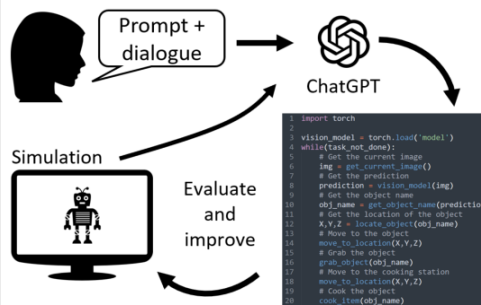 Prompt +
dialogue
ChatGPT
Simulation
Evaluate
and
improve
1 import torch
2
3 vision_model = torch.load('model')
4 while(task_not_done):
5 # Get the current image
6 img = get_current_image()
7 # Get the prediction
8 prediction = vision_model(img)
9 # Get the object name
10 obj_name = get_object_name(predictio
11 # Get the location of the object
12 X,Y,Z = locate_object(obj_name)
13 # Move to the object
14 move_to_location(X,Y,Z)
15 # Grab the object
16 grab_object(obj_name)
17 # Move to the cooking station
18 move_to_location(X,Y,Z)
19 # Cook the object
20 cook_item(obj_name)